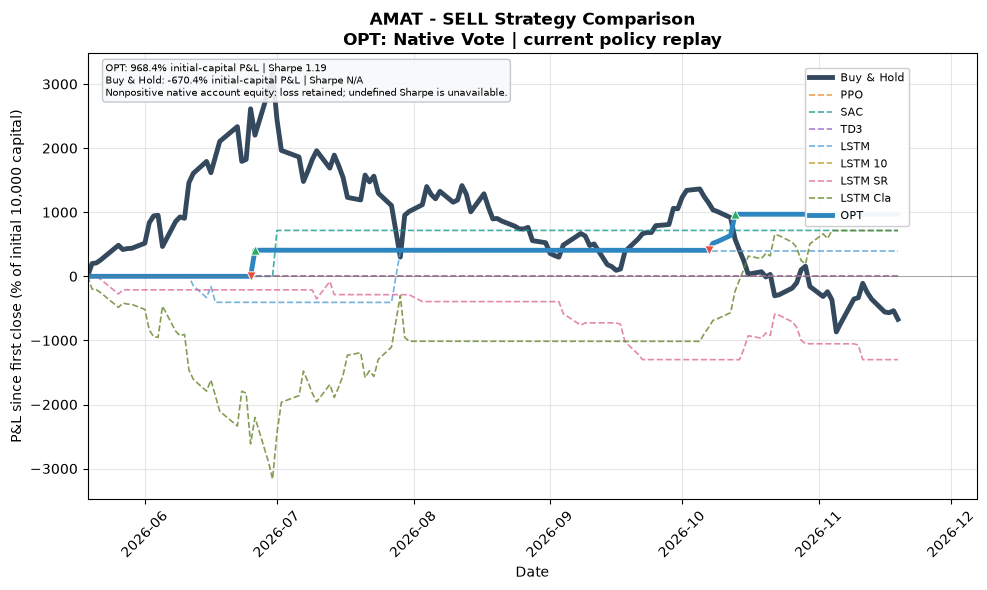 AMAT - SELL Strategy Comparison
OPT: Native Vote | current policy replay
OPT: 968.4% initial-capital P&L | Sharpe 1.19
Buy & Hold: -670.4% initial-capital P&L | Sharpe N/A
Nonpositive native account equity: loss retained; undefined Sharpe is unavailable.
Buy & Hold
PPO
SAC
TD3
LSTM
LSTM 10
LSTM SR
LSTM Cla
OPT
P&L since first close (% of initial 10,000 capital)
3000
2000
1000
0
−1000
−2000
−3000
2026-06
2026-07
2026-08
2026-09
2026-10
2026-11
2026-12
Date